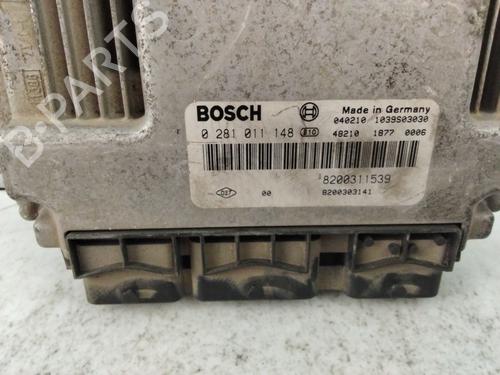 B-PARTS
BOSCH
Made in Germany
040210 1039S03030
0 281 011 148
48210 1877 0006
8200311539
00
8200303141